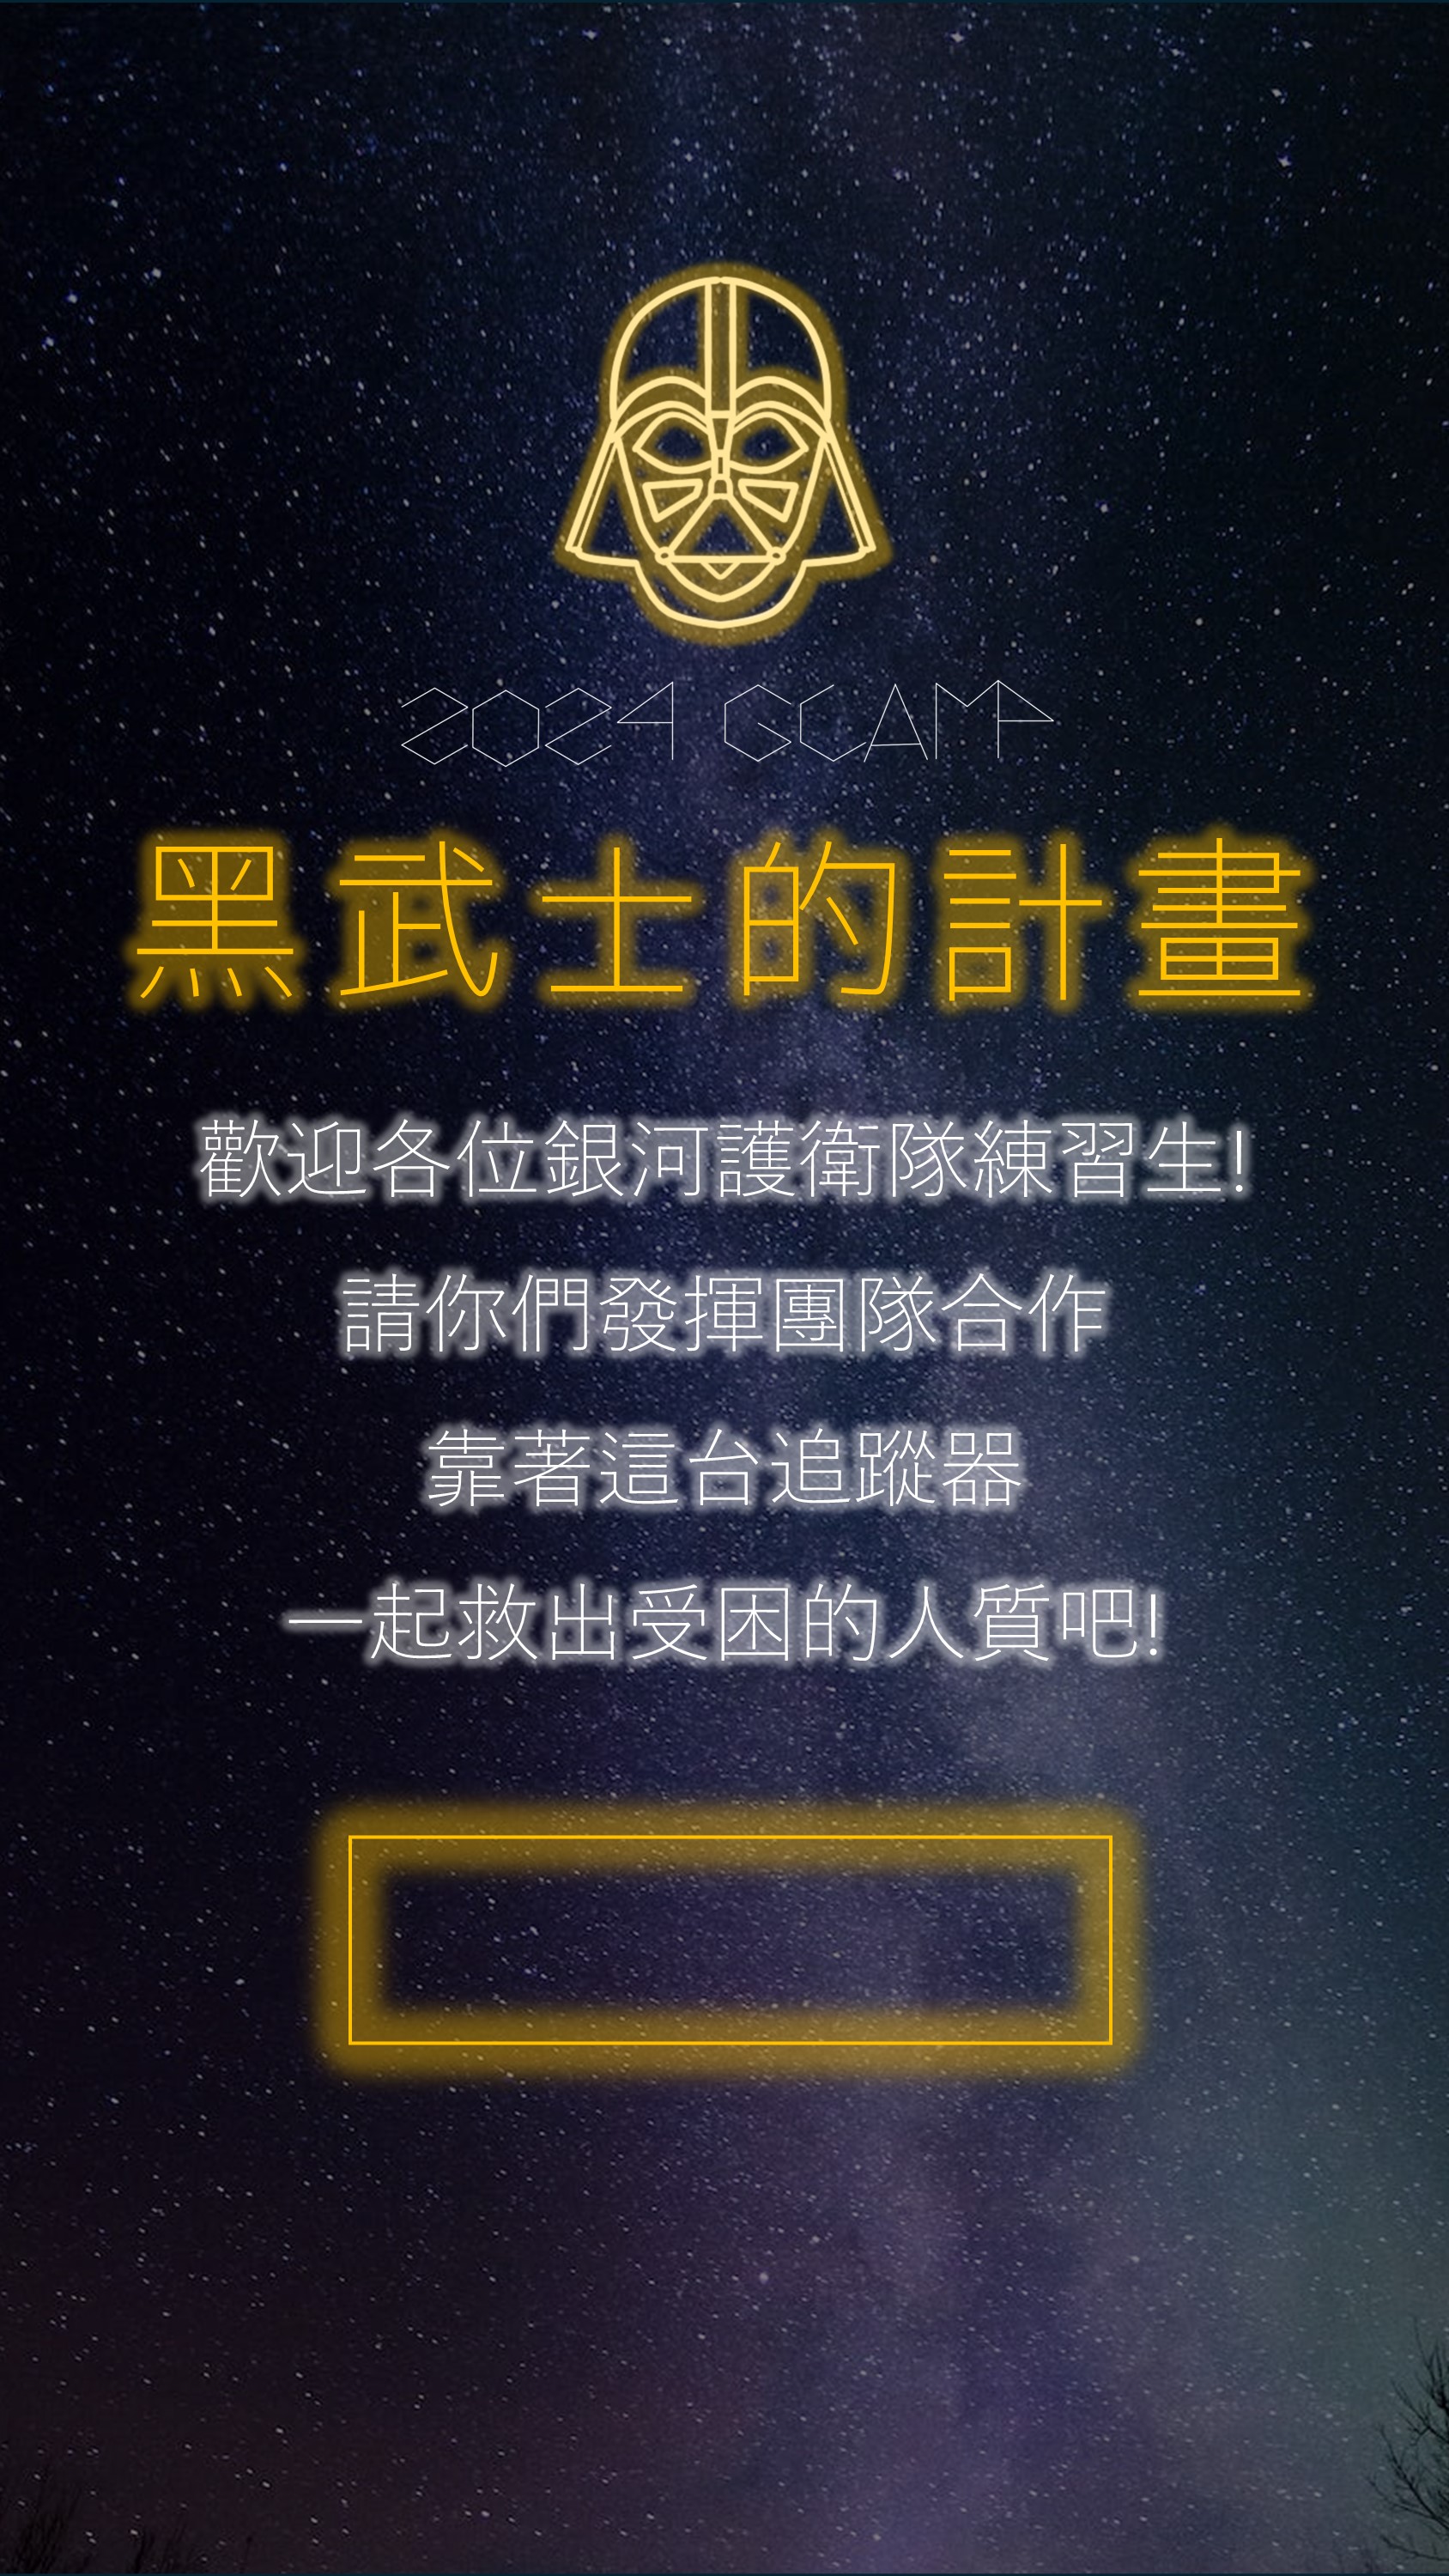 2024 GCAMP
黑武士的計畫
歡迎各位銀河護衛隊練習生!
請你們發揮團隊合作
靠著這台追蹤器
一起救出受困的人質吧!